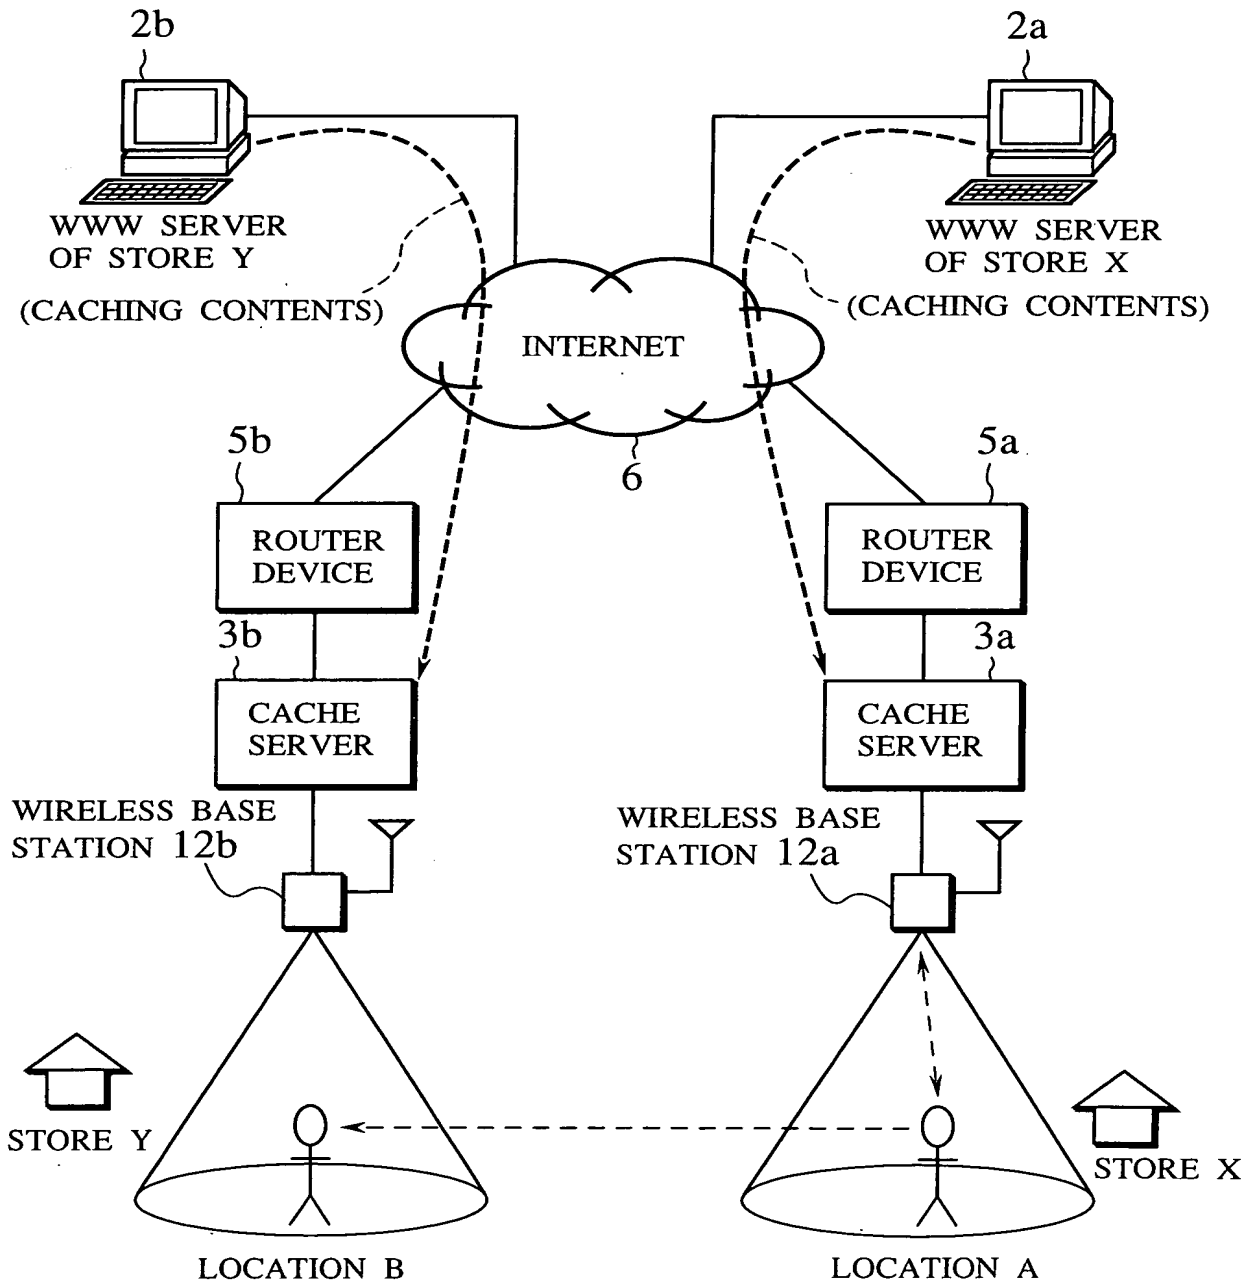 2b
2a
WWW SERVER
OF STORE Y
(CACHING CONTENTS)
WWW SERVER
OF STORE X
(CACHING CONTENTS)
INTERNET
6
5b
5a
ROUTER
DEVICE
ROUTER
DEVICE
3b
3a
CACHE
SERVER
CACHE
SERVER
WIRELESS BASE
STATION 12b
WIRELESS BASE
STATION 12a
STORE Y
STORE X
LOCATION B
LOCATION A